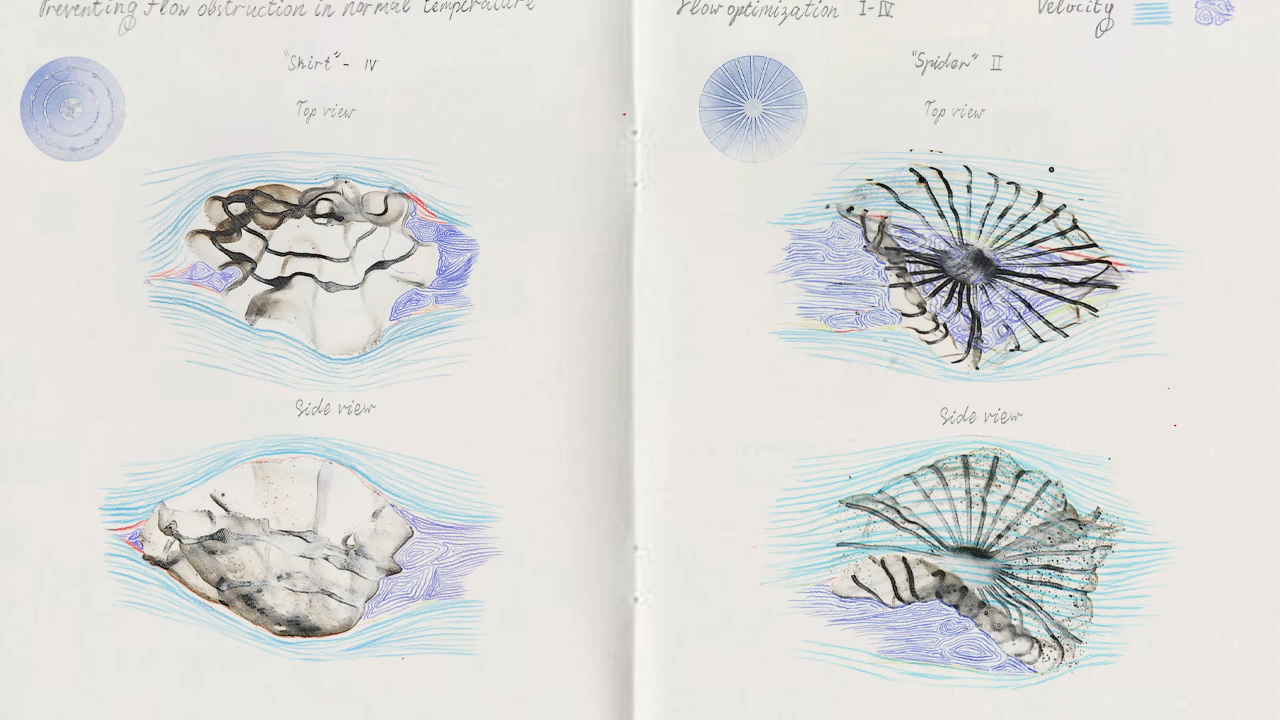 Preventing flow obstruction in normal temperature
"Skirt" - IV
Top view
Side view
Flow optimization I-IV
Velocity
"Spider" II
Top view
Side view